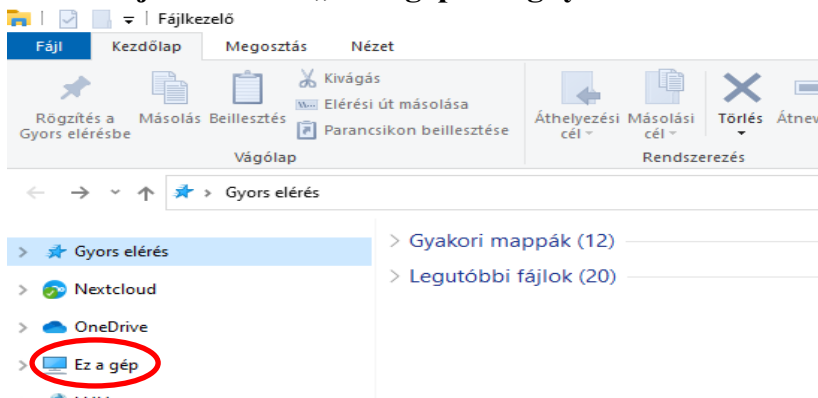 Fájlkezelő
Fájl Kezdőlap Megosztás Nézet
Rögzítés a Gyors elérésbe
Másolás
Beillesztés
Kivágás
Elérési út másolása
Parancsikon beillesztése
Vágólap
Áthelyezési cél
Másolási cél
Törlés
Rendszerezés
Gyors elérés
Gyors elérés
Nextcloud
OneDrive
Ez a gép
Gyakori mappák (12)
Legutóbbi fájlok (20)